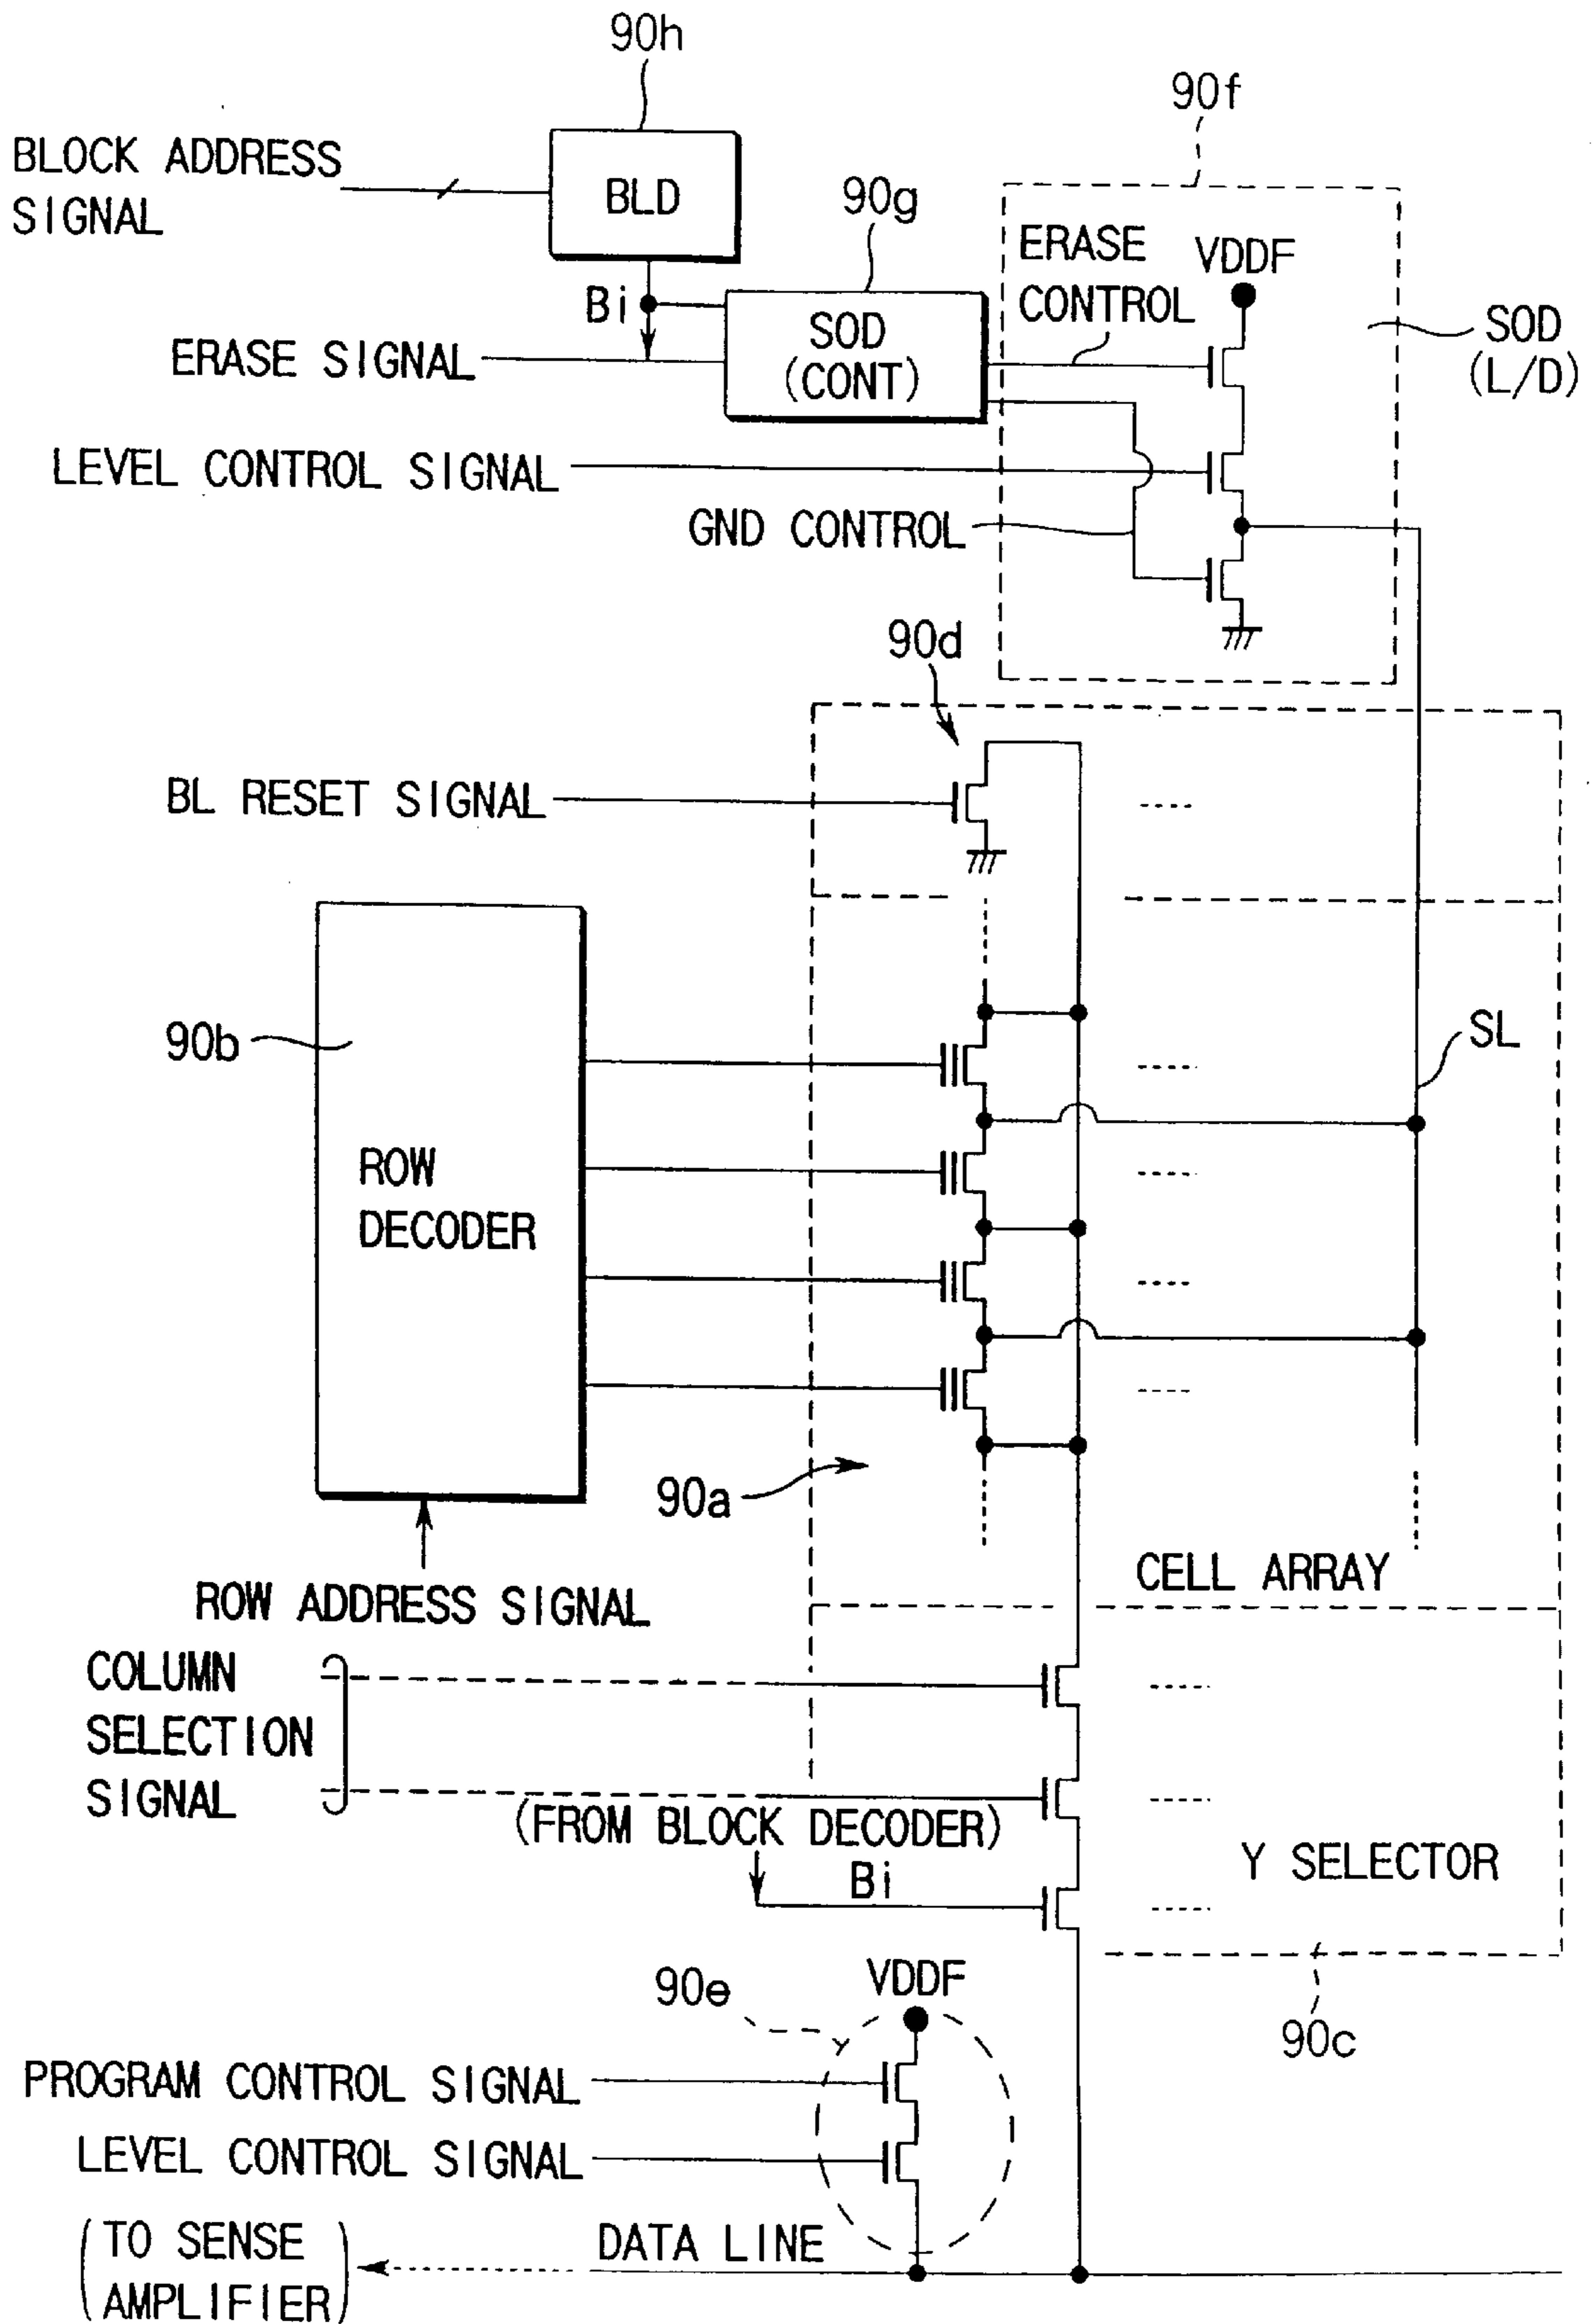 90h
90f
BLOCK ADDRESS
SIGNAL
BLD
90g
ERASE
CONTROL
VDDF
Bi
SOD
(CONT)
SOD
(L/D)
ERASE SIGNAL
LEVEL CONTROL SIGNAL
GND CONTROL
90d
BL RESET SIGNAL
90b
SL
ROW
DECODER
90a
CELL ARRAY
ROW ADDRESS SIGNAL
COLUMN
SELECTION
SIGNAL
(FROM BLOCK DECODER)
Bi
Y SELECTOR
90e
VDDF
90c
PROGRAM CONTROL SIGNAL
LEVEL CONTROL SIGNAL
(TO SENSE
AMPLIFIER)
DATA LINE